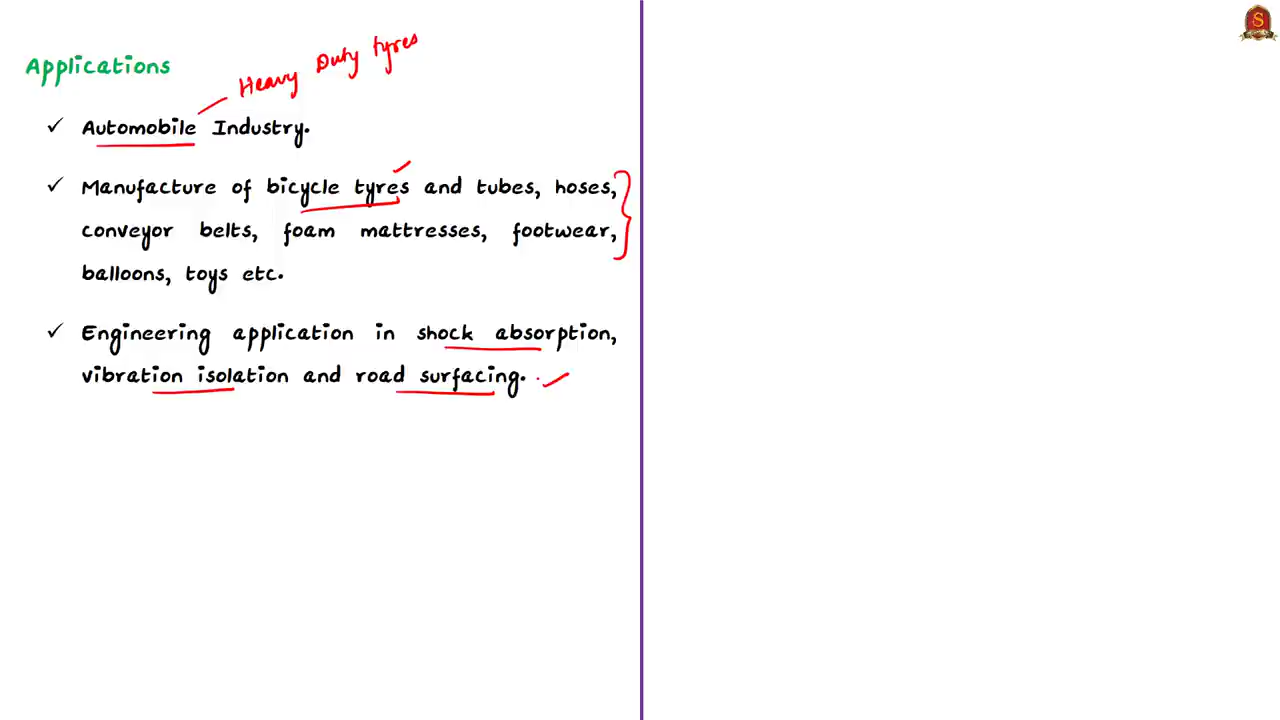 Applications
Heavy Duty tyres
✓ Automobile Industry.
✓ Manufacture of bicycle tyres and tubes, hoses,
conveyor belts, foam mattresses, footwear,
balloons, toys etc.
✓ Engineering application in shock absorption,
vibration isolation and road surfacing.
S